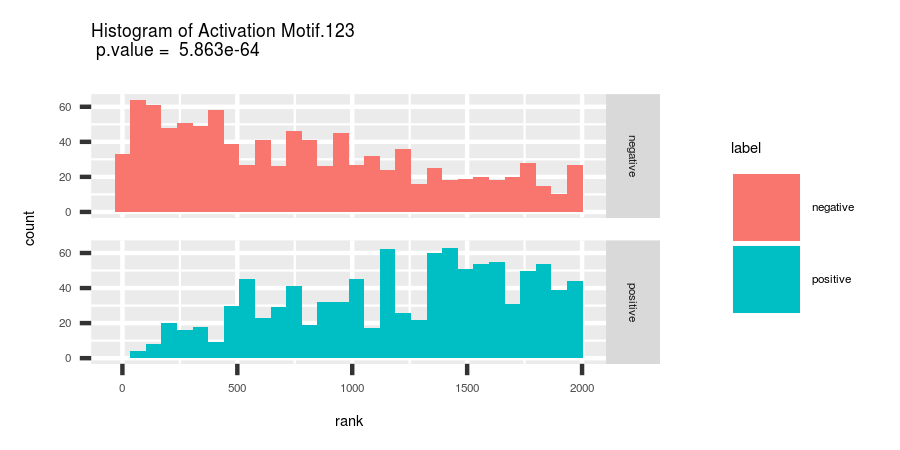 Histogram of Activation Motif.123
p.value =  5.863e-64
count
60
40
20
0
negative
60
40
20
0
positive
0 500 1000 1500 2000
rank
label
negative
positive